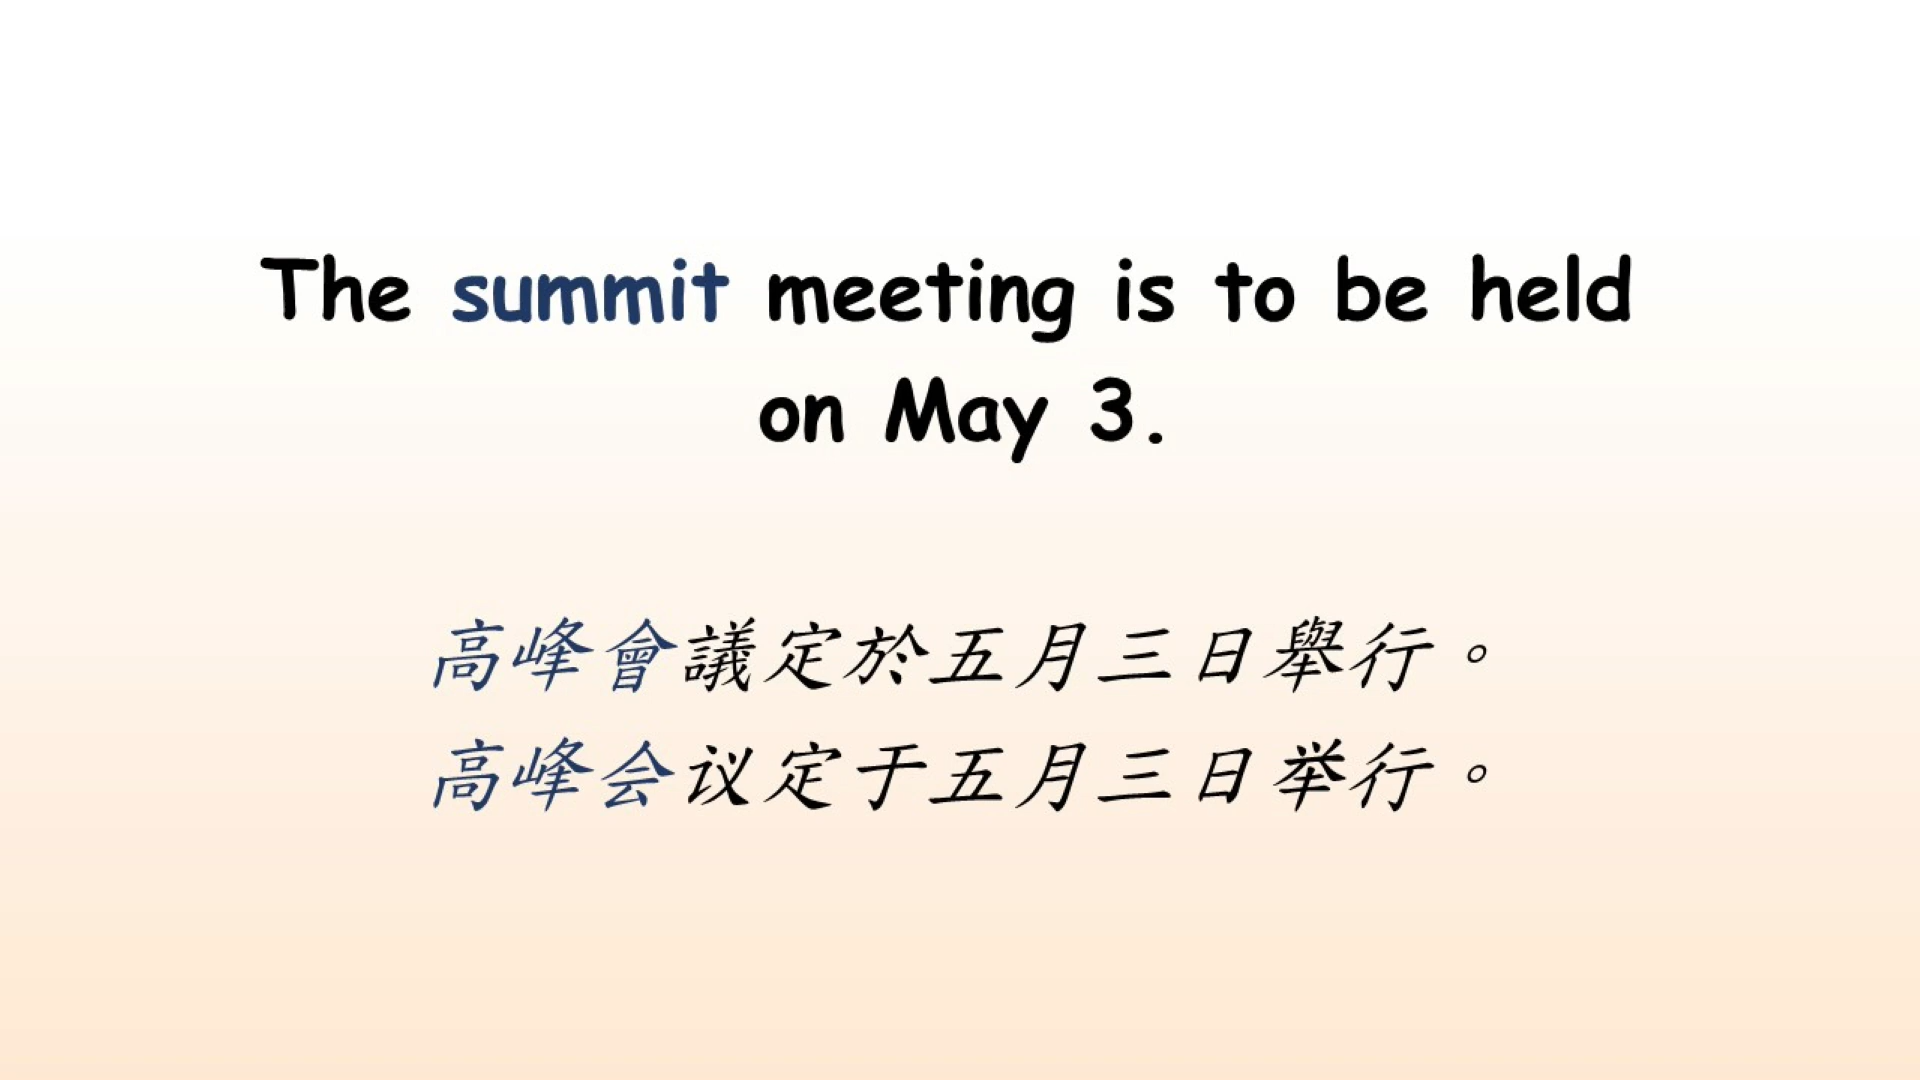 The summit meeting is to be held
on May 3.
高峰會議定於五月三日舉行。
高峰会议定于五月三日举行。